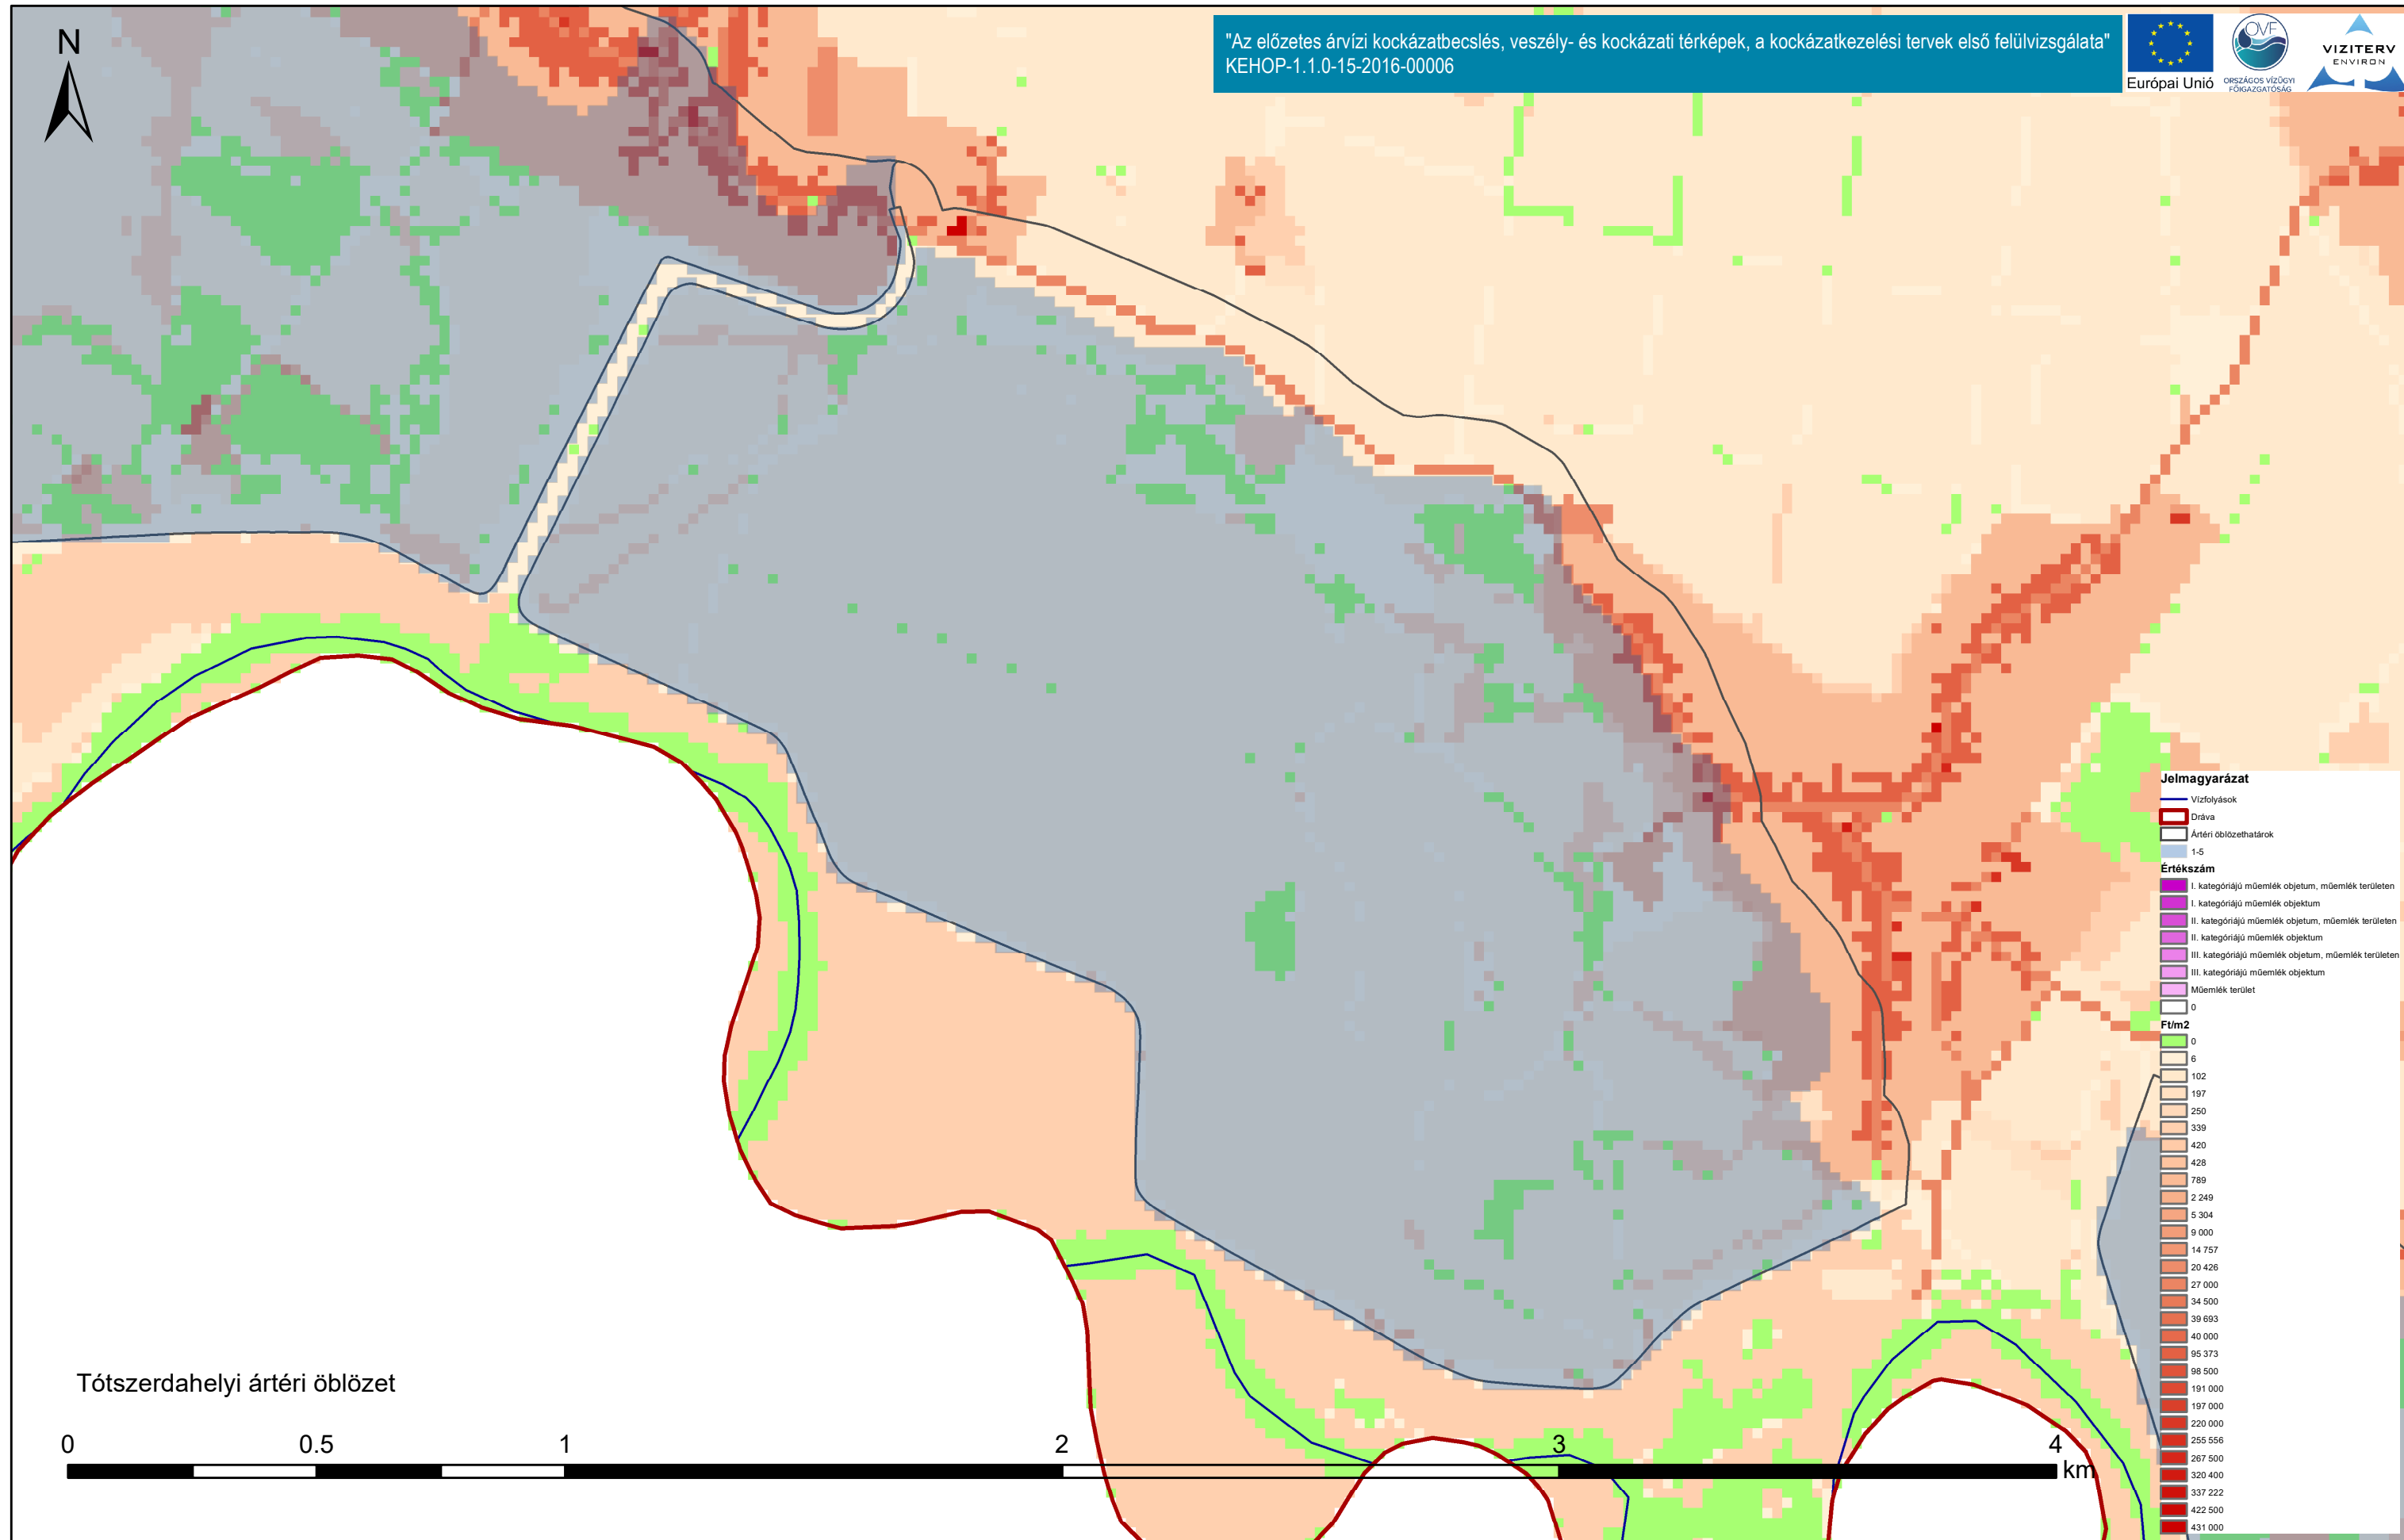 N
"Az előzetes árvízi kockázatbecslés, veszély- és kockázati térképek, a kockázatkezelési tervek első felülvizsgálata"
KEHOP-1.1.0-15-2016-00006
Európai Unió
OVF
ORSZÁGOS VÍZÜGYI
FŐIGAZGATÓSÁG
VIZITERV
ENVIRON
Jelmagyarázat
Vízfolyások
Dráva
Ártéri öblözethatárok
1-5
Értékszám
I. kategóriájú műemlék objetum, műemlék területen
I. kategóriájú műemlék objektum
II. kategóriájú műemlék objetum, műemlék területen
II. kategóriájú műemlék objektum
III. kategóriájú műemlék objetum, műemlék területen
III. kategóriájú műemlék objektum
Műemlék terület
0
Ft/m2
0
6
102
197
250
339
420
428
789
2 249
5 304
9 000
14 757
20 426
27 000
34 500
39 693
40 000
95 373
98 500
191 000
197 000
220 000
255 556
267 500
320 400
337 222
422 500
431 000
Tótszerdahelyi ártéri öblözet
0 0.5 1 2 3 4
km